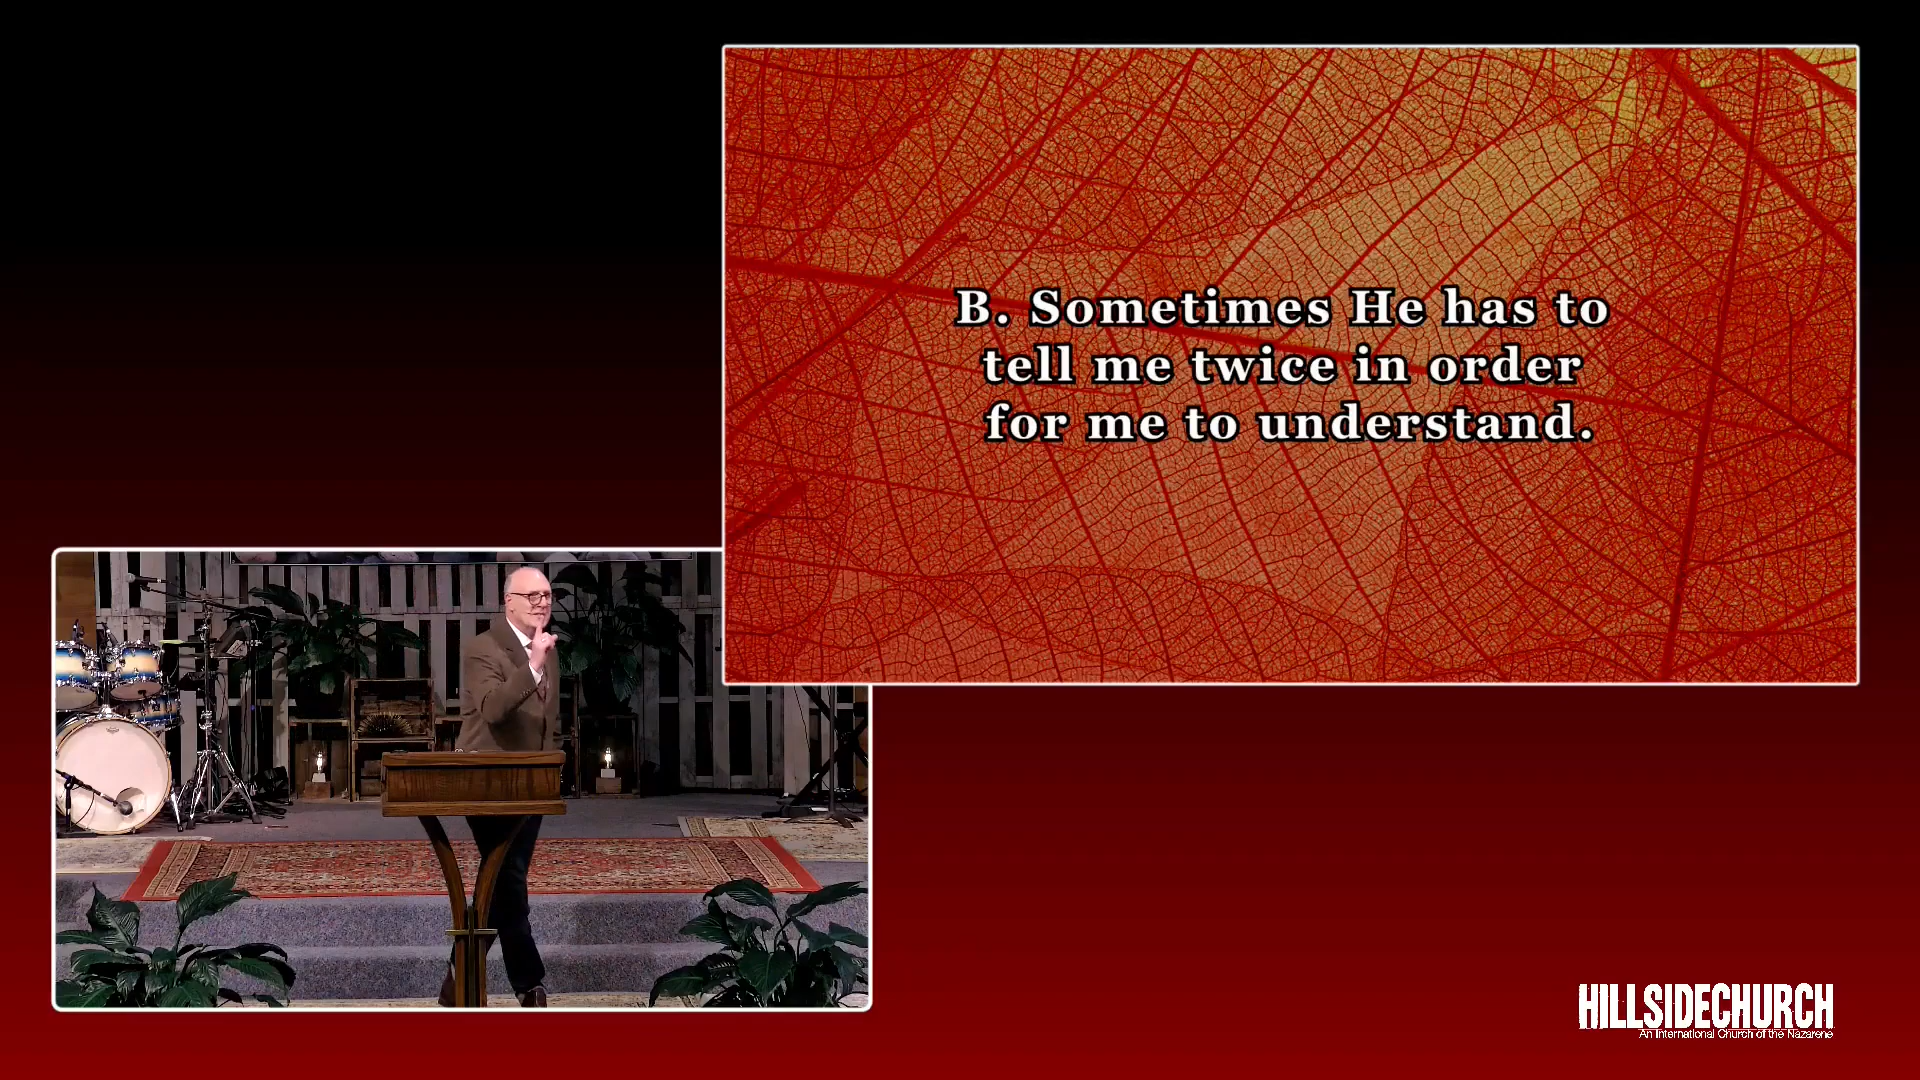 B. Sometimes He has to
tell me twice in order
for me to understand.
HILLSIDECHURCH
An International Church of the Nazarene